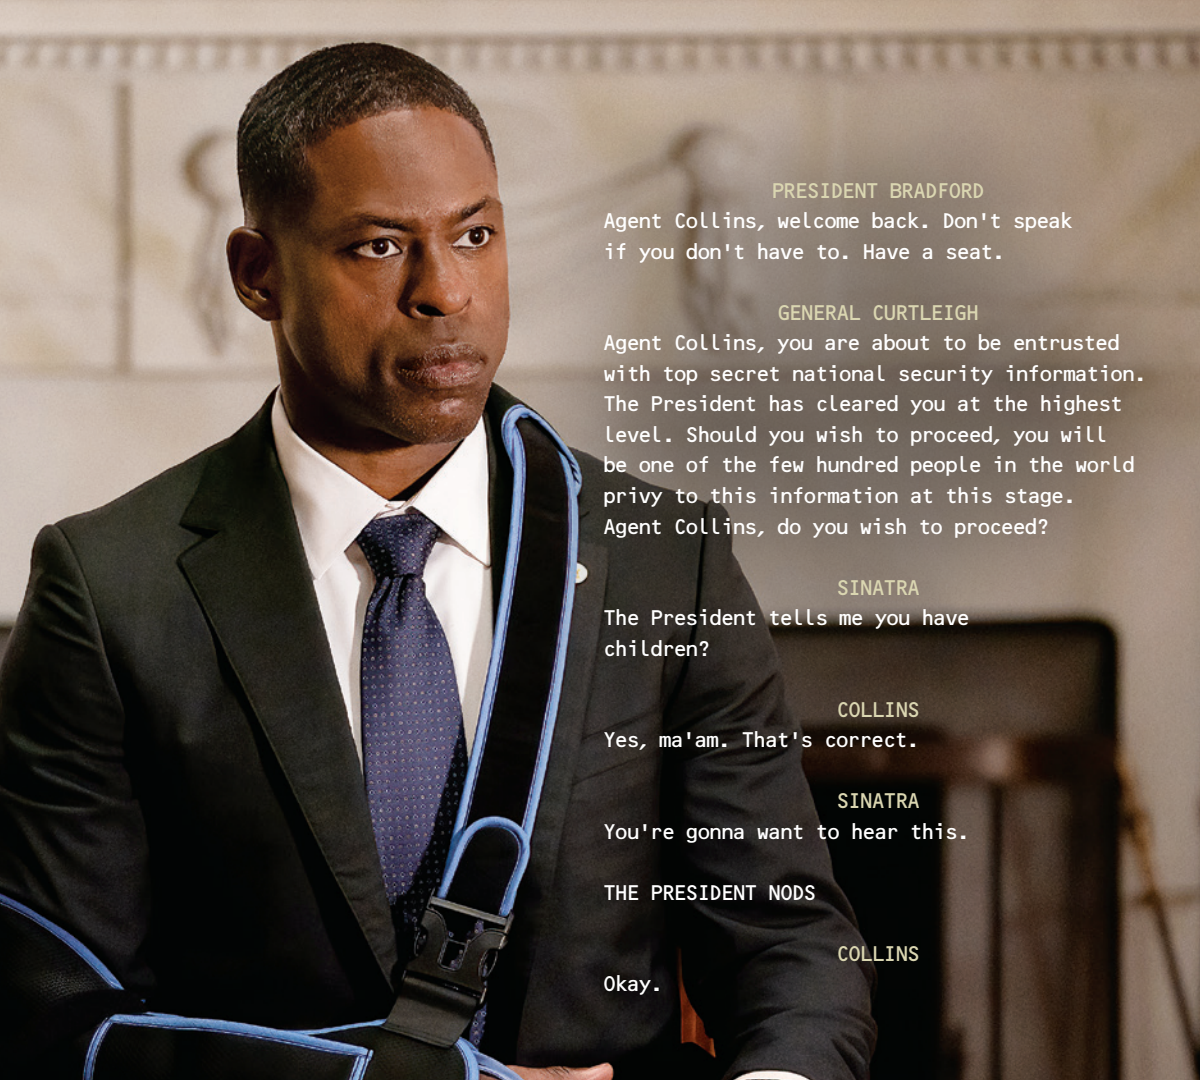 PRESIDENT BRADFORD
Agent Collins, welcome back. Don't speak
if you don't have to. Have a seat.
GENERAL CURTLEIGH
Agent Collins, you are about to be entrusted
with top secret national security information.
The President has cleared you at the highest
level. Should you wish to proceed, you will
be one of the few hundred people in the world
privy to this information at this stage.
Agent Collins, do you wish to proceed?
SINATRA
The President tells me you have
children?
COLLINS
Yes, ma'am. That's correct.
SINATRA
You're gonna want to hear this.
THE PRESIDENT NODS
COLLINS
Okay.